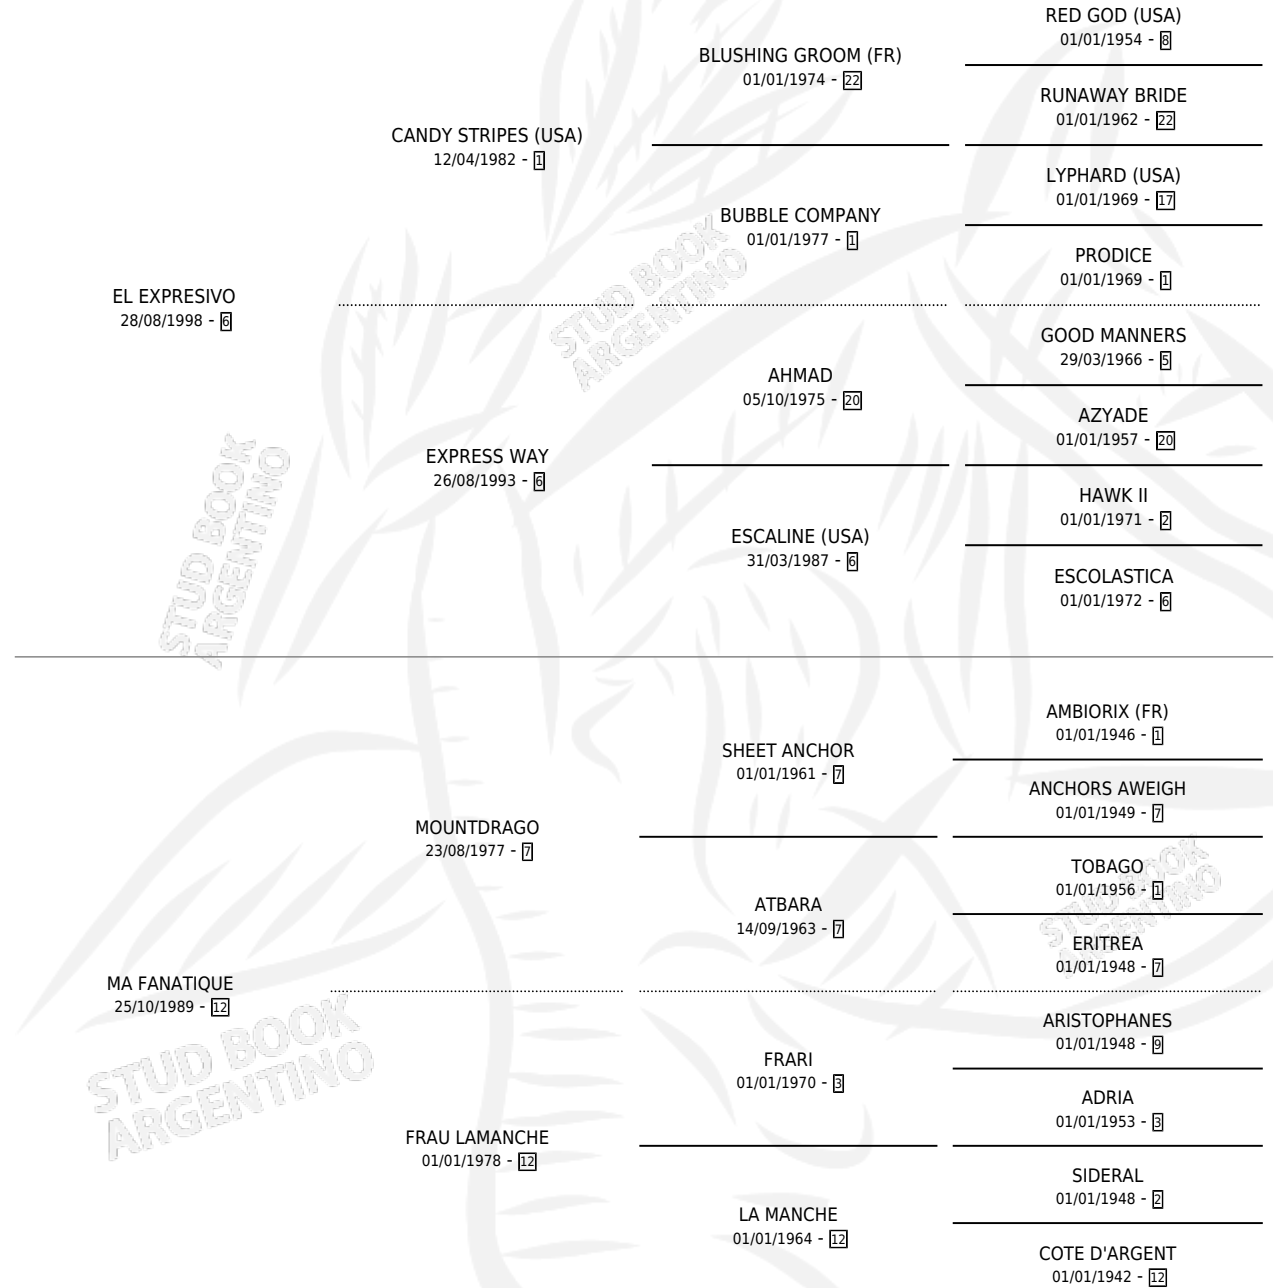 RED GOD (USA)
01/01/1954 - 8
BLUSHING GROOM (FR)
01/01/1974 - 22
RUNAWAY BRIDE
01/01/1962 - 22
CANDY STRIPES (USA)
12/04/1982 - 1
LYPHARD (USA)
01/01/1969 - 17
BUBBLE COMPANY
01/01/1977 - 1
PRODICE
01/01/1969 - 1
EL EXPRESIVO
28/08/1998 - 6
STUD BOOK
ARGENTINO
GOOD MANNERS
29/03/1966 - 5
AHMAD
05/10/1975 - 20
AZYADE
01/01/1957 - 20
EXPRESS WAY
26/08/1993 - 6
HAWK II
01/01/1971 - 2
ESCALINE (USA)
31/03/1987 - 6
ESCOLASTICA
01/01/1972 - 6
STUD BOOK
ARGENTINO
AMBIORIX (FR)
01/01/1946 - 1
SHEET ANCHOR
01/01/1961 - 7
ANCHORS AWEIGH
01/01/1949 - 7
MOUNTDRAGO
23/08/1977 - 7
TOBAGO
01/01/1956 - 1
ATBARA
14/09/1963 - 7
STUD BOOK
ARGENTINO
ERITREA
01/01/1948 - 7
MA FANATIQUE
25/10/1989 - 12
STUD BOOK
ARGENTINO
ARISTOPHANES
01/01/1948 - 9
FRARI
01/01/1970 - 3
ADRIA
01/01/1953 - 3
FRAU LAMANCHE
01/01/1978 - 12
SIDERAL
01/01/1948 - 2
LA MANCHE
01/01/1964 - 12
COTE D'ARGENT
01/01/1942 - 12